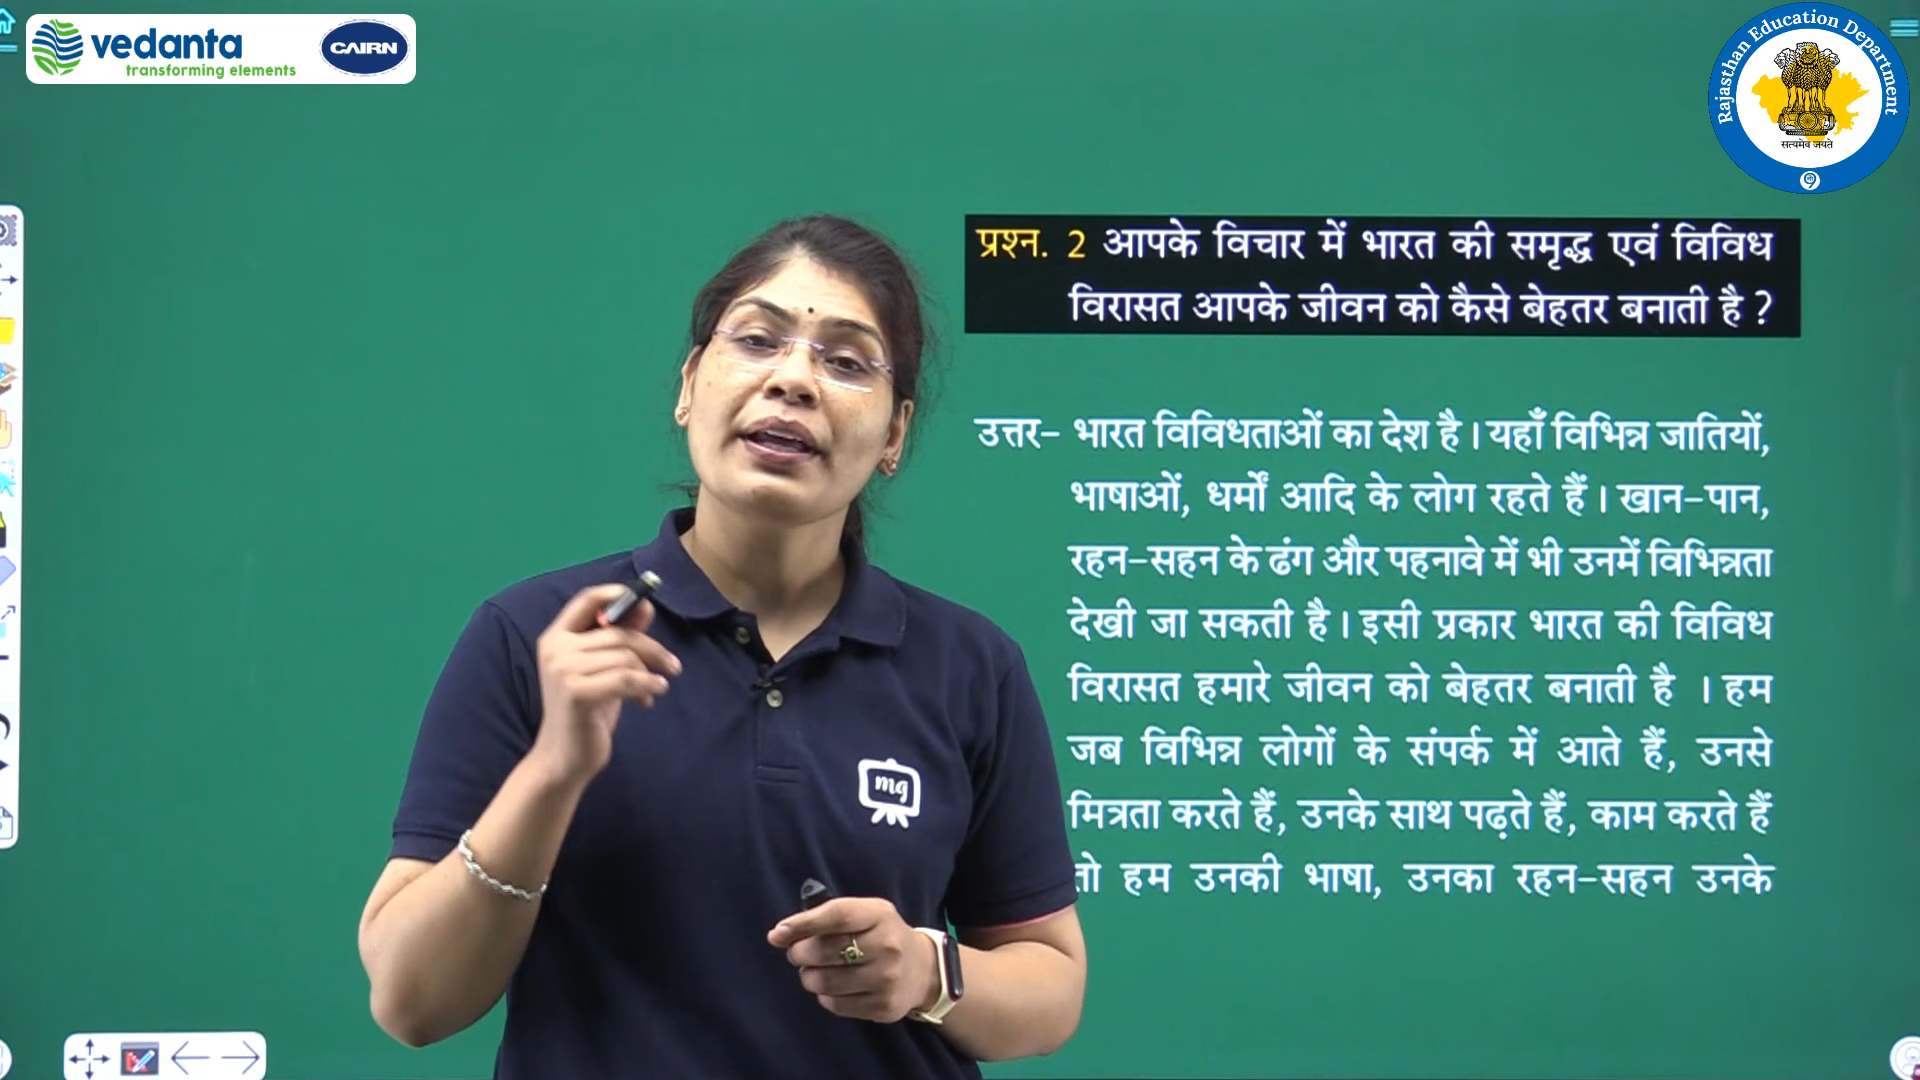 vedanta
transforming elements
CAIRN
Rajasthan Education Department
सत्यमेव जयते
प्रश्न. 2 आपके विचार में भारत की समृद्ध एवं विविध
विरासत आपके जीवन को कैसे बेहतर बनाती है ?
उत्तर– भारत विविधताओं का देश है । यहाँ विभिन्न जातियों,
भाषाओं, धर्मों आदि के लोग रहते हैं । खान–पान,
रहन–सहन के ढंग और पहनावे में भी उनमें विभिन्नता
देखी जा सकती है । इसी प्रकार भारत की विविध
विरासत हमारे जीवन को बेहतर बनाती है । हम
जब विभिन्न लोगों के संपर्क में आते हैं, उनसे
मित्रता करते हैं, उनके साथ पढ़ते हैं, काम करते हैं
तो हम उनकी भाषा, उनका रहन–सहन उनके
mg